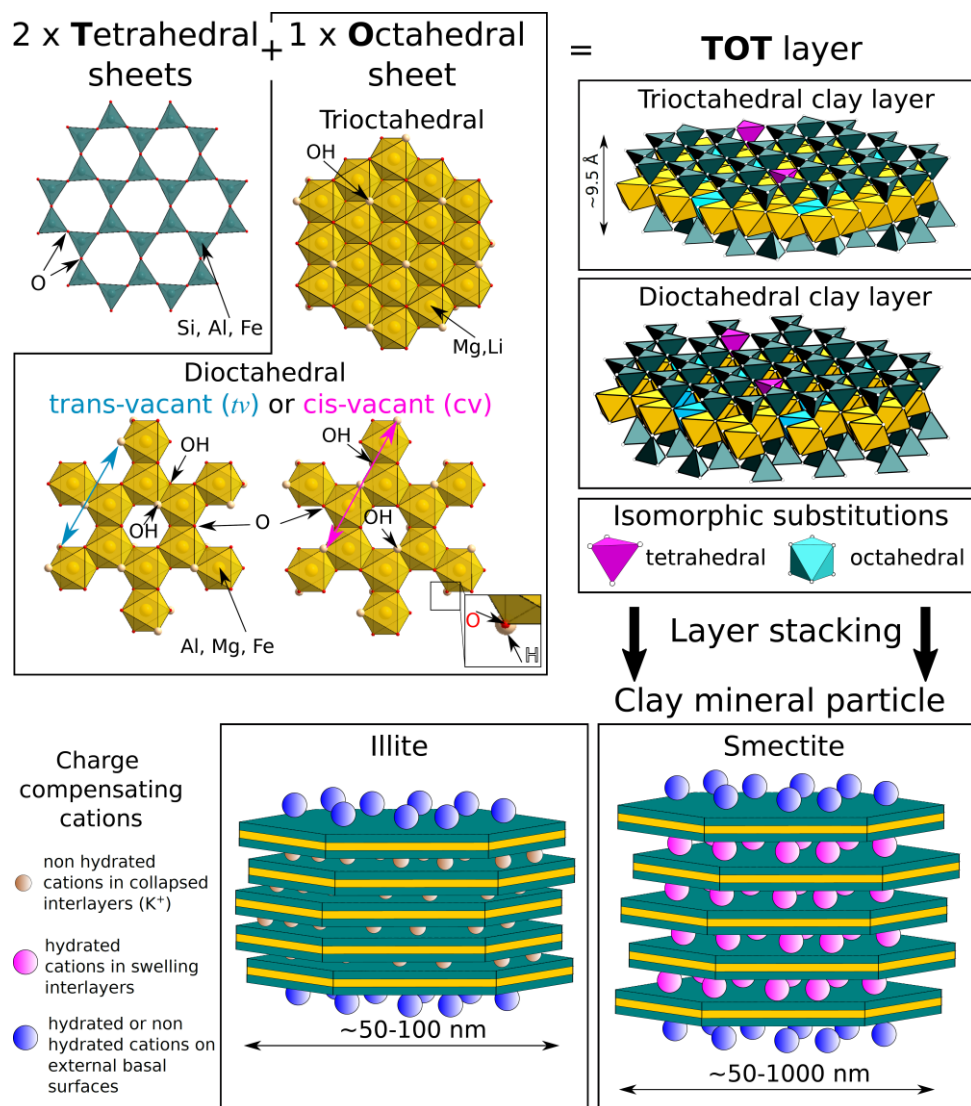 2 x Tetrahedral
sheets
+
1 x Octahedral
sheet
=
TOT layer
O
Si, Al, Fe
Trioctahedral
OH
Mg,Li
Dioctahedral
trans-vacant (tv) or cis-vacant (cv)
OH
OH
O
Al, Mg, Fe
OH
OH
O
H
Trioctahedral clay layer
~9.5 Å
Dioctahedral clay layer
Isomorphic substitutions
tetrahedral
octahedral
Layer stacking
Clay mineral particle
Charge
compensating
cations
non hydrated
cations in collapsed
interlayers (K⁺)
hydrated
cations in swelling
interlayers
hydrated or non
hydrated cations on
external basal
surfaces
Illite
~50-100 nm
Smectite
~50-1000 nm